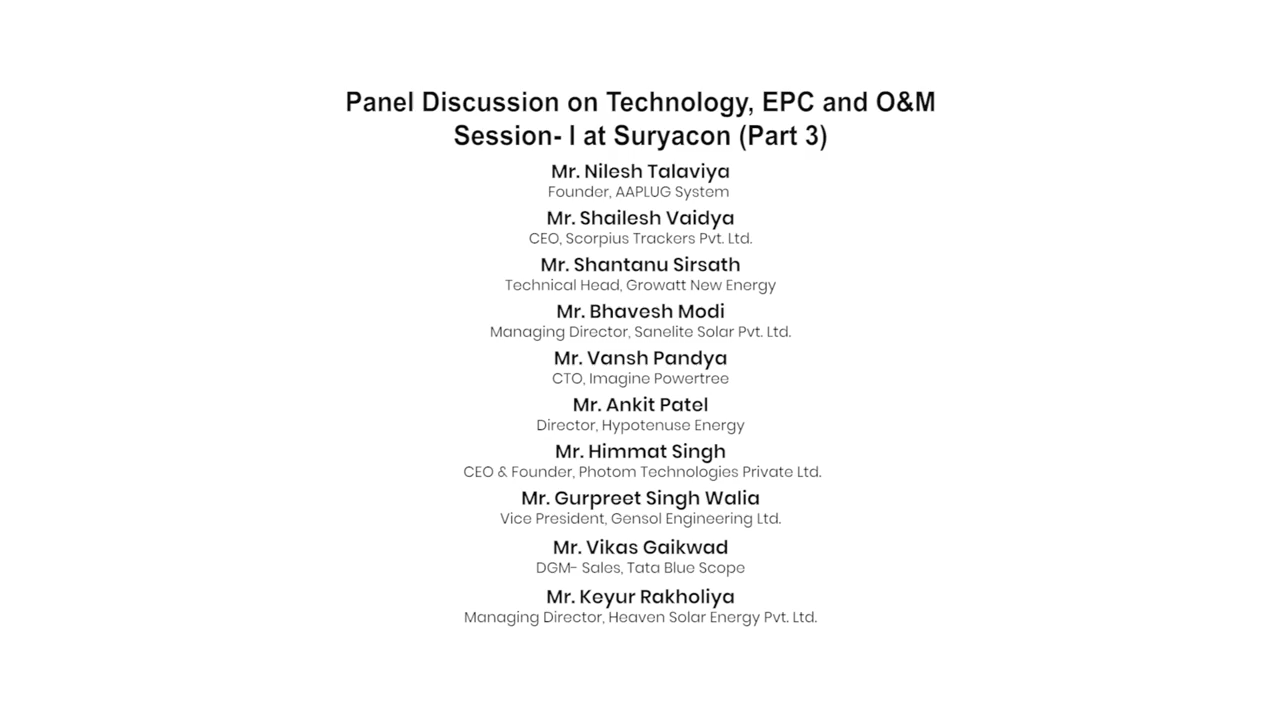 Panel Discussion on Technology, EPC and O&M
Session- I at Suryacon (Part 3)
Mr. Nilesh Talaviya
Founder, AAPLUG System
Mr. Shailesh Vaidya
CEO, Scorpius Trackers Pvt. Ltd.
Mr. Shantanu Sirsath
Technical Head, Growatt New Energy
Mr. Bhavesh Modi
Managing Director, Sanelite Solar Pvt. Ltd.
Mr. Vansh Pandya
CTO, Imagine Powertree
Mr. Ankit Patel
Director, Hypotenuse Energy
Mr. Himmat Singh
CEO & Founder, Photom Technologies Private Ltd.
Mr. Gurpreet Singh Walia
Vice President, Gensol Engineering Ltd.
Mr. Vikas Gaikwad
DGM- Sales, Tata Blue Scope
Mr. Keyur Rakholiya
Managing Director, Heaven Solar Energy Pvt. Ltd.